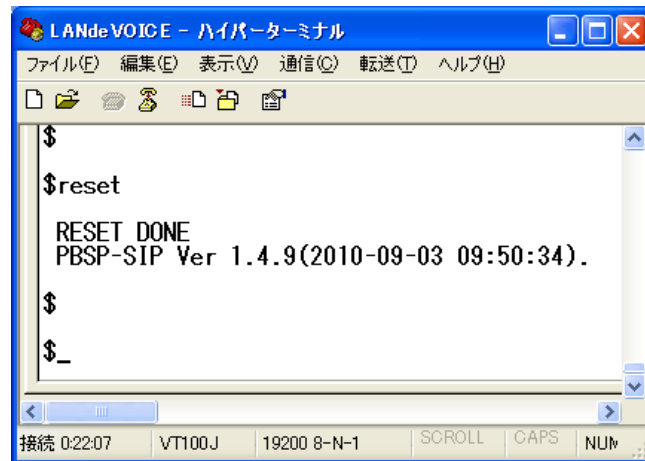 LANdeVOICE - ハイパーターミナル
ファイル(F) 編集(E) 表示(V) 通信(C) 転送(T) ヘルプ(H)
$
$reset
RESET DONE
PBSP-SIP Ver 1.4.9(2010-09-03 09:50:34).
$
$_
接続 0:22:07 VT100J 19200 8-N-1 SCROLL CAPS